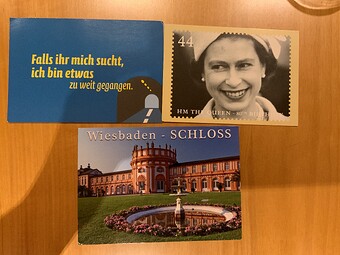 Falls ihr mich sucht,
ich bin etwas
zu weit gegangen.
44
HM THE QUEEN
Wiesbaden - SCHLOSS